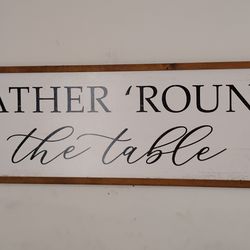 ATHER ‘ROUN
the table